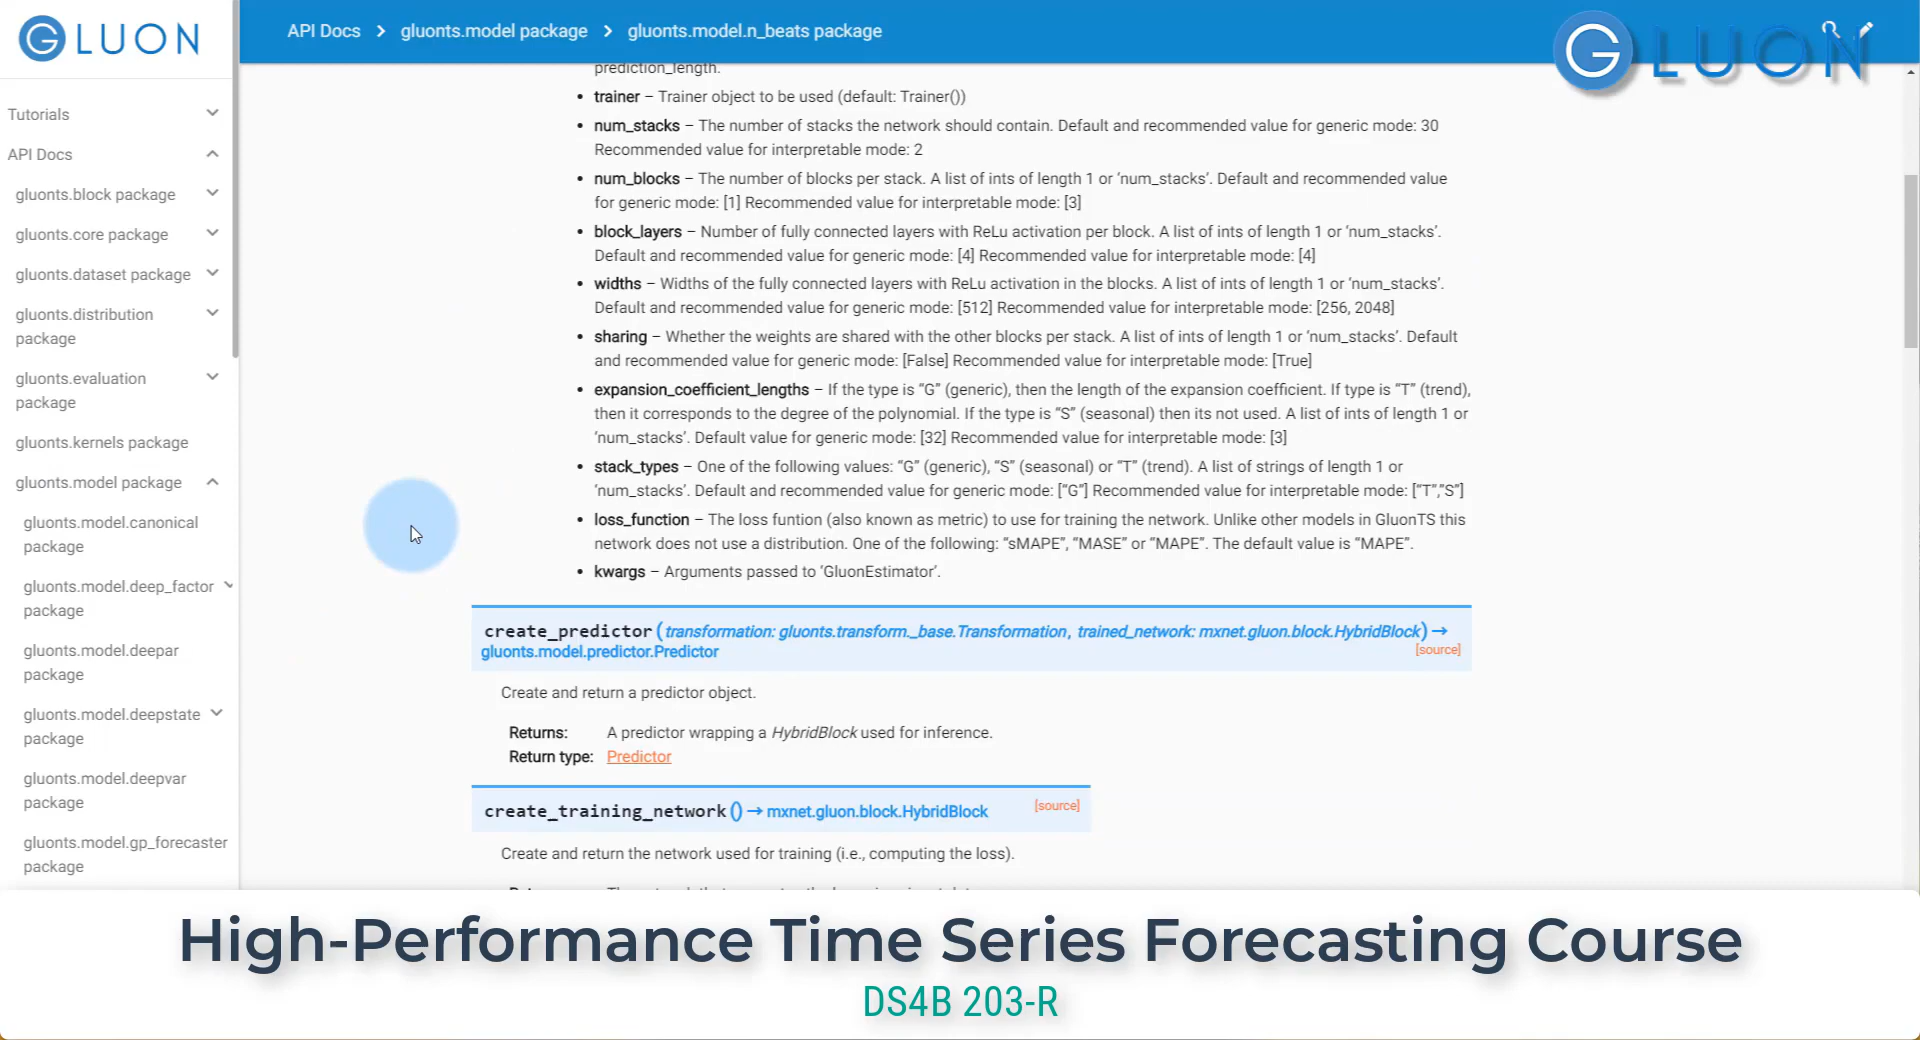 GLUON
API Docs > gluonts.model package > gluonts.model.n_beats package
GLUON
Tutorials
API Docs
gluonts.block package
gluonts.core package
gluonts.dataset package
gluonts.distribution
package
gluonts.evaluation
package
gluonts.kernels package
gluonts.model package
gluonts.model.canonical
package
gluonts.model.deep_factor
package
gluonts.model.deepar
package
gluonts.model.deepstate
package
gluonts.model.deepvar
package
gluonts.model.gp_forecaster
package
prediction_length.
• trainer – Trainer object to be used (default: Trainer())
• num_stacks – The number of stacks the network should contain. Default and recommended value for generic mode: 30
Recommended value for interpretable mode: 2
• num_blocks – The number of blocks per stack. A list of ints of length 1 or ‘num_stacks’. Default and recommended value
for generic mode: [1] Recommended value for interpretable mode: [3]
• block_layers – Number of fully connected layers with ReLu activation per block. A list of ints of length 1 or ‘num_stacks’.
Default and recommended value for generic mode: [4] Recommended value for interpretable mode: [4]
• widths – Widths of the fully connected layers with ReLu activation in the blocks. A list of ints of length 1 or ‘num_stacks’.
Default and recommended value for generic mode: [512] Recommended value for interpretable mode: [256, 2048]
• sharing – Whether the weights are shared with the other blocks per stack. A list of ints of length 1 or ‘num_stacks’. Default
and recommended value for generic mode: [False] Recommended value for interpretable mode: [True]
• expansion_coefficient_lengths – If the type is “G” (generic), then the length of the expansion coefficient. If type is “T” (trend),
then it corresponds to the degree of the polynomial. If the type is “S” (seasonal) then its not used. A list of ints of length 1 or
‘num_stacks’. Default value for generic mode: [32] Recommended value for interpretable mode: [3]
• stack_types – One of the following values: “G” (generic), “S” (seasonal) or “T” (trend). A list of strings of length 1 or
‘num_stacks’. Default and recommended value for generic mode: [“G”] Recommended value for interpretable mode: [“T”,“S”]
• loss_function – The loss funtion (also known as metric) to use for training the network. Unlike other models in GluonTS this
network does not use a distribution. One of the following: “sMAPE”, “MASE” or “MAPE”. The default value is “MAPE”.
• kwargs – Arguments passed to ‘GluonEstimator’.
create_predictor(transformation: gluonts.transform._base.Transformation, trained_network: mxnet.gluon.block.HybridBlock) →
gluonts.model.predictor.Predictor [source]
Create and return a predictor object.
Returns: A predictor wrapping a HybridBlock used for inference.
Return type: Predictor
create_training_network() → mxnet.gluon.block.HybridBlock [source]
Create and return the network used for training (i.e., computing the loss).
High-Performance Time Series Forecasting Course
DS4B 203-R